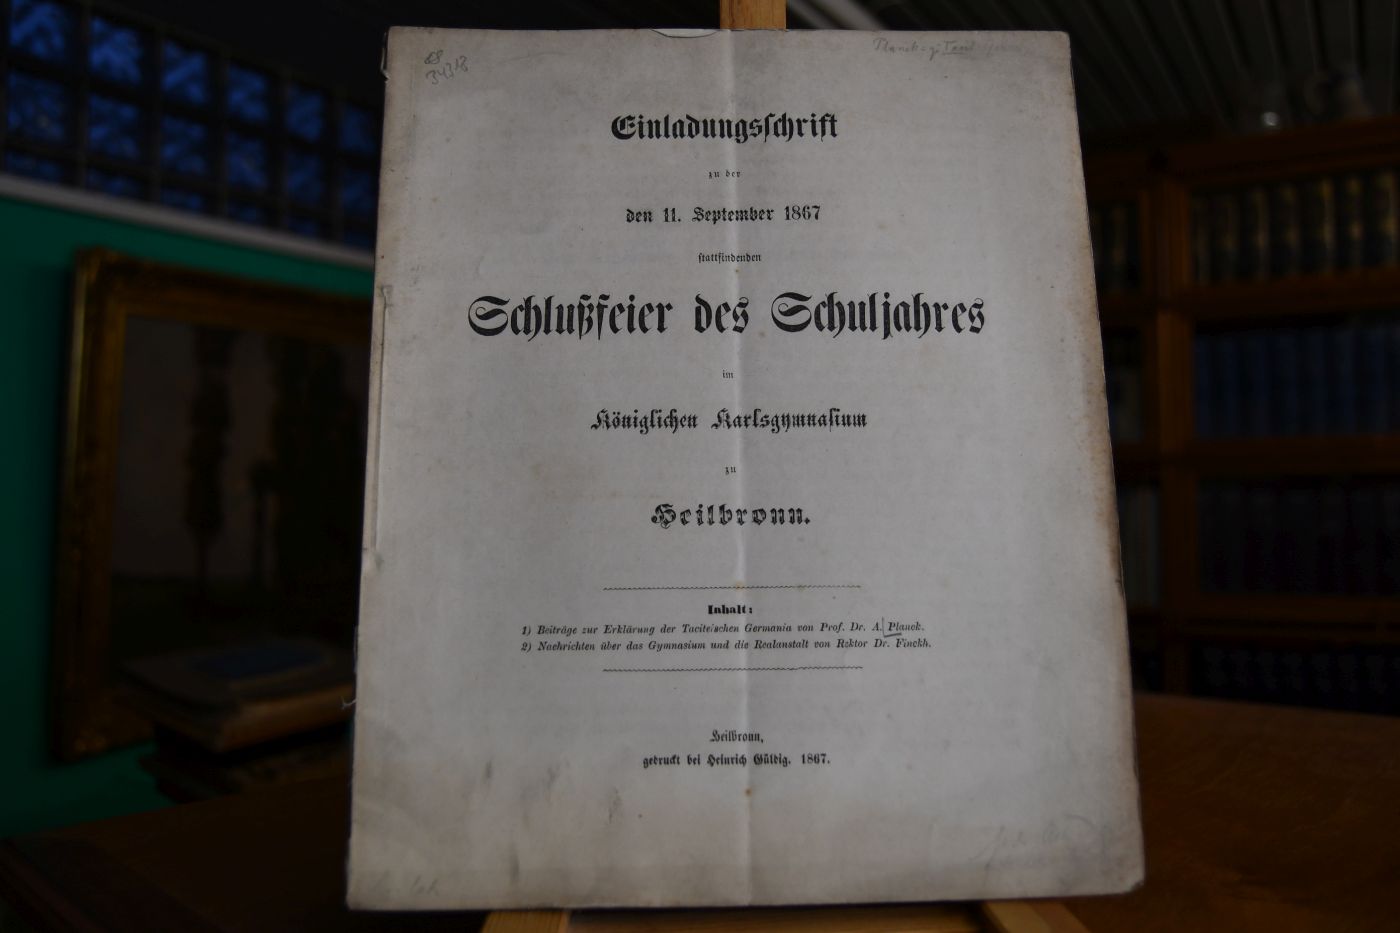 34318
Planck
Einladungsschrift
zu der
den 11. September 1867
stattfindenden
Schlußfeier des Schuljahres
im
Königlichen Karlsgymnasium
zu
Heilbronn.
Inhalt:
1) Beiträge zur Erklärung der Taciteischen Germania von Prof. Dr. A. Planck.
2) Nachrichten über das Gymnasium und die Realanstalt von Rektor Dr. Finckh.
Heilbronn,
gedruckt bei Heinrich Güldig. 1867.